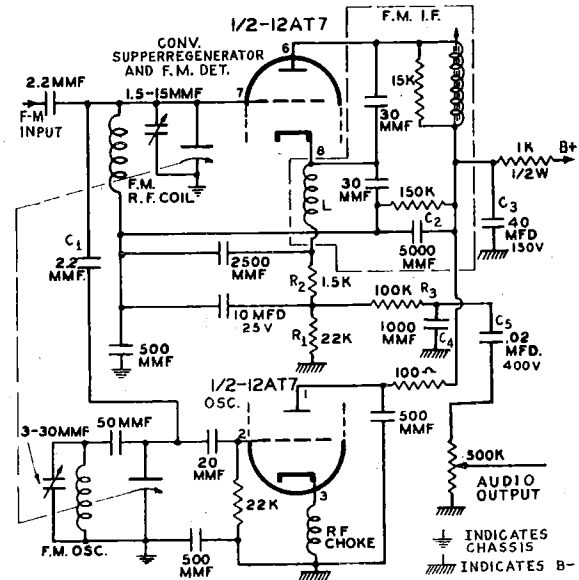 1/2-12AT7
F.M. I.F.
CONV.
SUPPERREGENERATOR
AND F.M. DET.
6
2.2MMF
1.5-15MMF
7
15K
F-M
INPUT
30
MMF
8
1K
B+
1/2W
F.M.
R.F. COIL
30
MMF
150K
L
C3
40
MFD
150V
C1
2.2
MMF.
C2
5000
MMF
2500
MMF
R2
1.5K
100K
R3
10 MFD
25V
R1
22K
1000
MMF
C4
C5
.02
MFD.
400V
500
MMF
1/2-12AT7
OSC.
1
100~
3-30MMF
50MMF
2
20
MMF
500
MMF
500K
AUDIO
OUTPUT
22K
3
RF
CHOKE
F.M. OSC.
500
MMF
INDICATES
CHASSIS
INDICATES B-